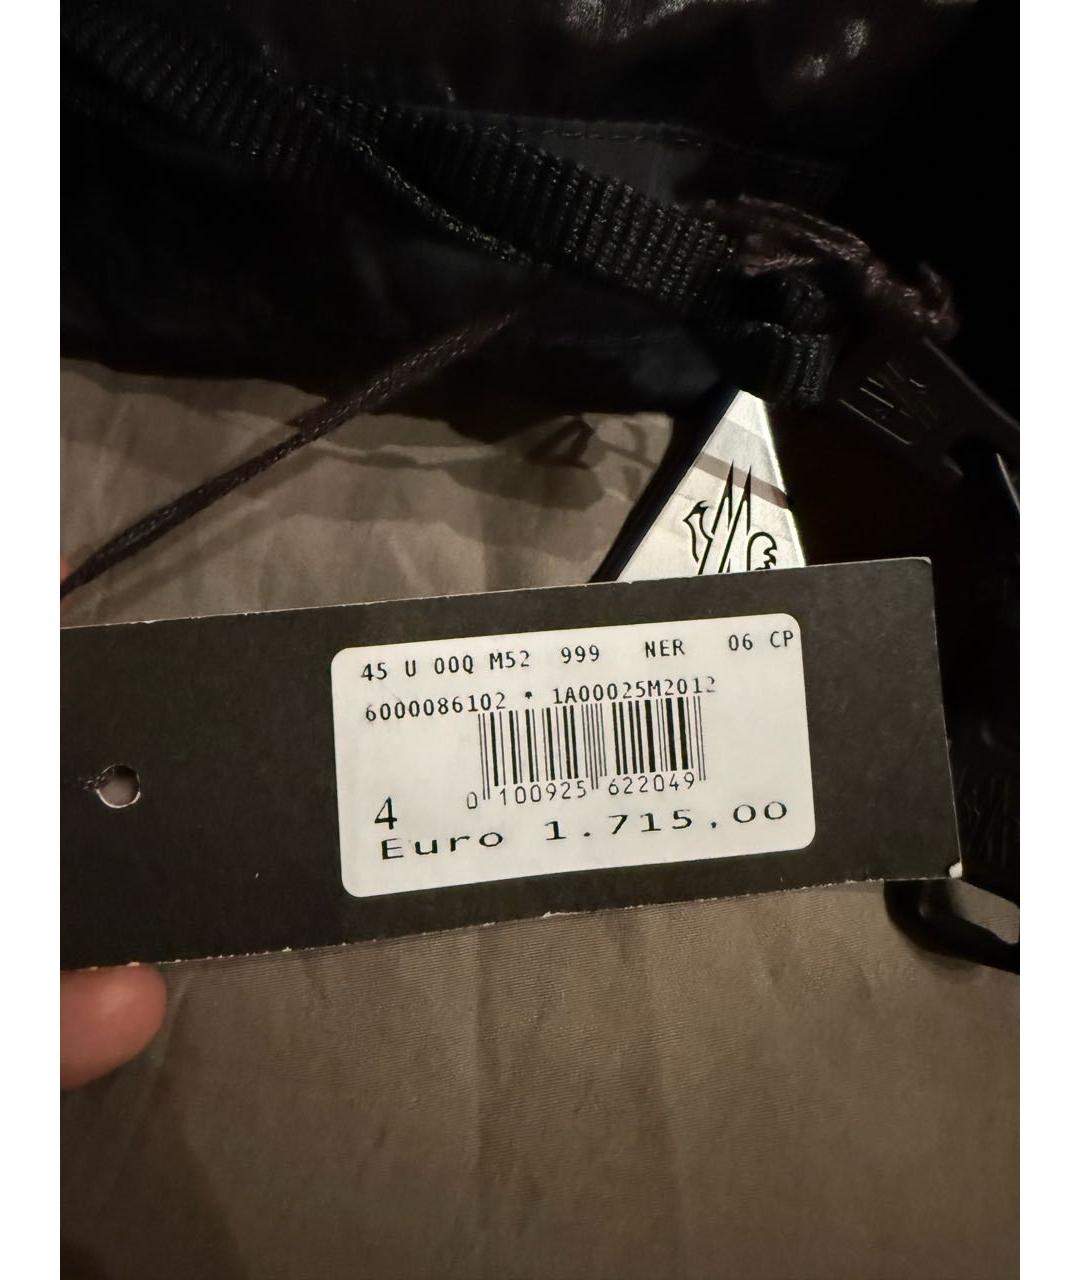 45 U 00Q M52 999 NER 06 CP
6000086102 • 1A00025M2012
0 100925 622049
4
Euro 1.715,00